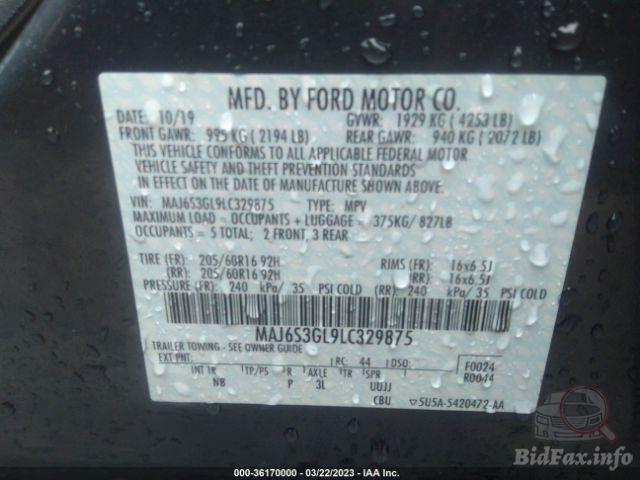 MFD. BY FORD MOTOR CO.
DATE: 10/19 GVWR: 1929 KG ( 4253 LB)
FRONT GAWR: 995 KG ( 2194 LB) REAR GAWR: 940 KG ( 2072 LB)
THIS VEHICLE CONFORMS TO ALL APPLICABLE FEDERAL MOTOR
VEHICLE SAFETY AND THEFT PREVENTION STANDARDS
IN EFFECT ON THE DATE OF MANUFACTURE SHOWN ABOVE.
VIN: MAJ6S3GL9LC329875 TYPE: MPV
MAXIMUM LOAD = OCCUPANTS + LUGGAGE = 375KG/ 827LB
OCCUPANTS = 5 TOTAL; 2 FRONT, 3 REAR
TIRE (FR): 205/60R16 92H RIMS (FR): 16x6.5J
(RR): 205/60R16 92H (RR): 16x6.5J
PRESSURE (FR): 240 kPa/ 35 PSI COLD (RR): 240 kPa/ 35 PSI COLD
MAJ6S3GL9LC329875
TRAILER TOWING - SEE OWNER GUIDE
EXT PNT: RC: 44 DSO: F0024
R0044
INT TR TP/PS R AXLE TR SPR
NB P 3L UUJJ
CBU ▽5U5A-5420472-AA
BidFax.info
000-36170000 - 03/22/2023 - IAA Inc.